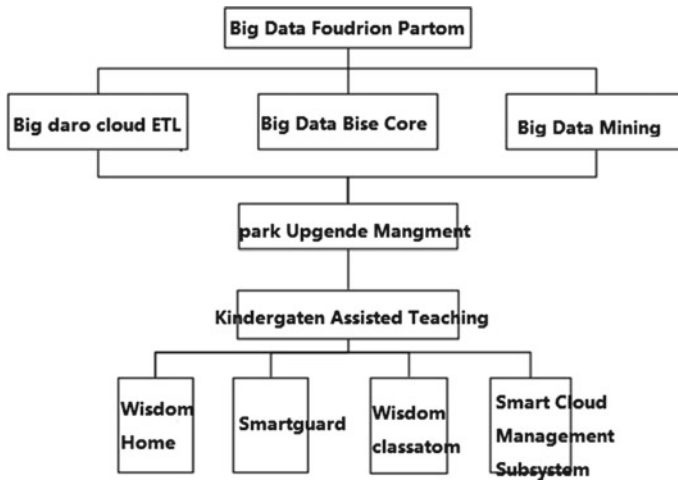 Big Data Foudrion Partom
Big daro cloud ETL
Big Data Bise Core
Big Data Mining
park Upgende Mangment
Kindergaten Assisted Teaching
Wisdom
Home
Smartguard
Wisdom
classatom
Smart Cloud
Management
Subsystem